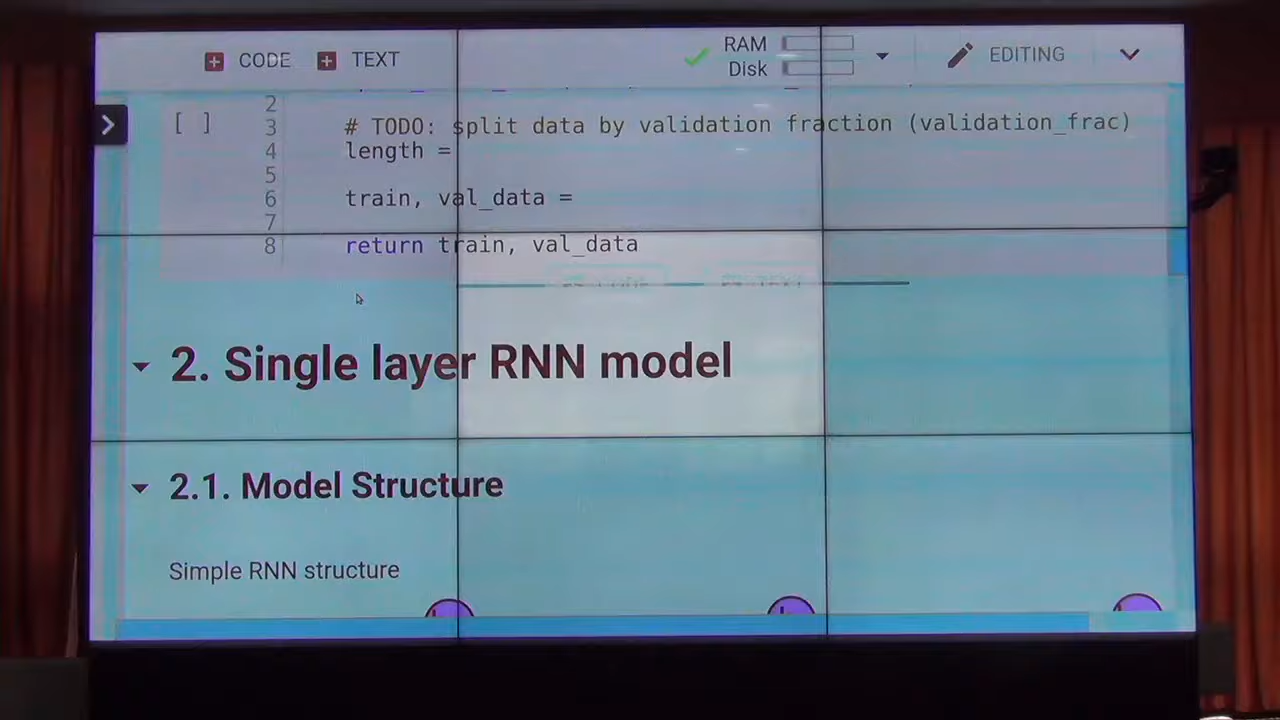 CODE TEXT RAM EDITING
Disk
2
[ ] 3 # TODO: split data by validation fraction (validation_frac)
4 length =
5
6 train, val_data =
7
8 return train, val_data
2. Single layer RNN model
2.1. Model Structure
Simple RNN structure